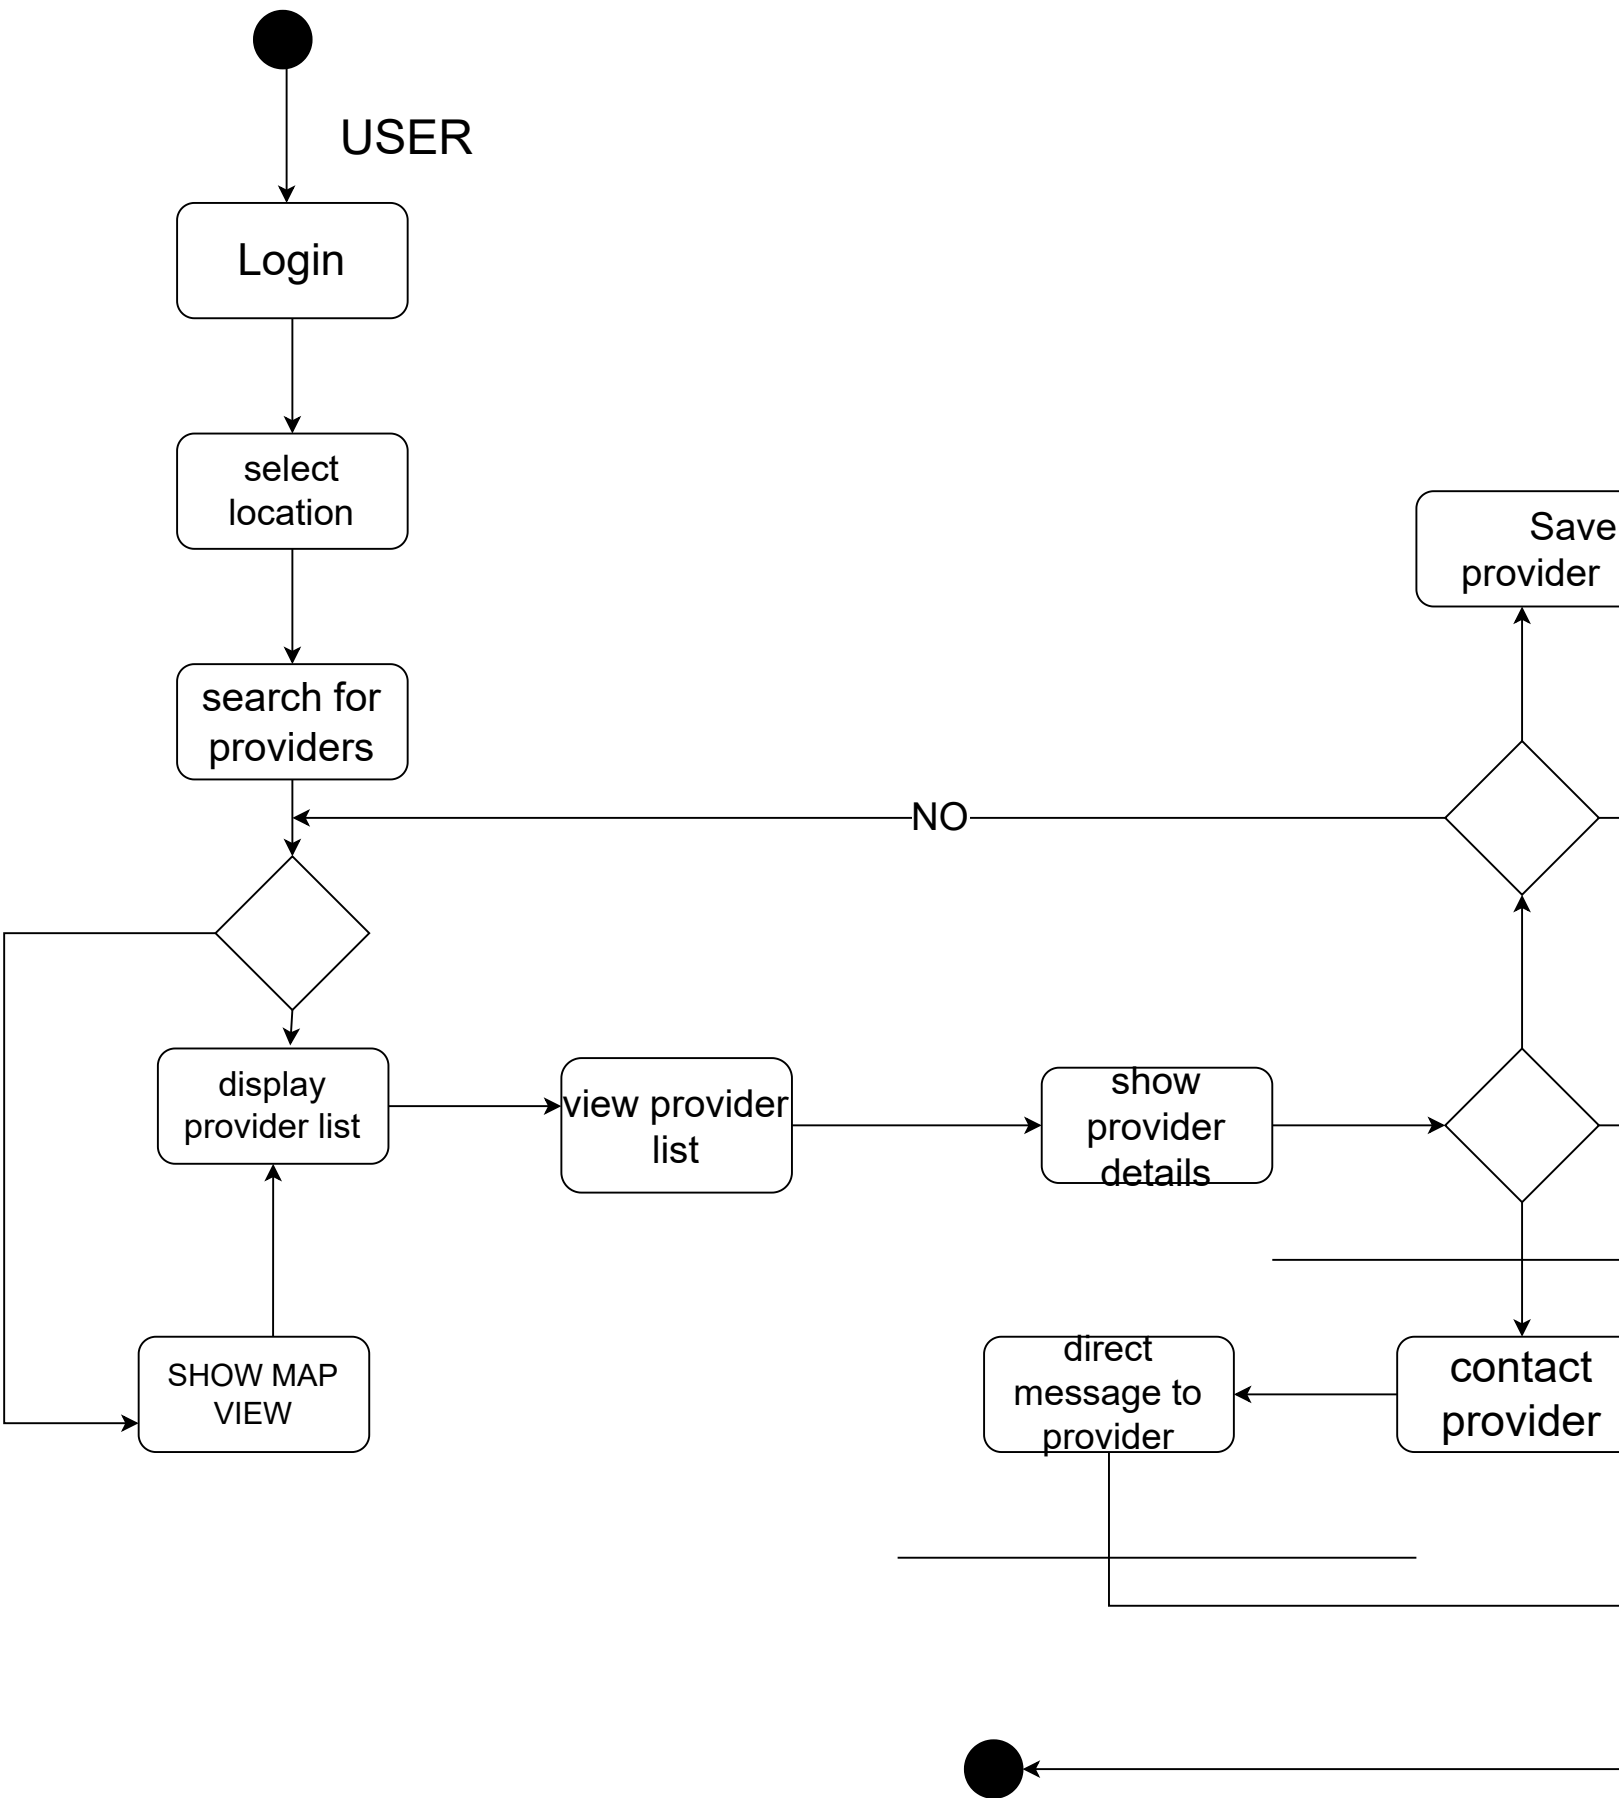 USER
Login
select
location
Save
provider
search for
providers
NO
display
provider list
view provider
list
show
provider
details
SHOW MAP
VIEW
direct
message to
provider
contact
provider